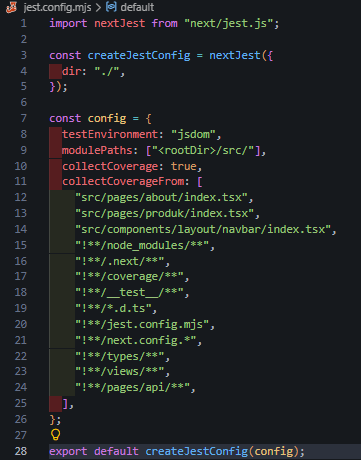 jest.config.mjs > default
1 import nextJest from "next/jest.js";
2
3 const createJestConfig = nextJest({
4 dir: "./",
5 });
6
7 const config = {
8 testEnvironment: "jsdom",
9 modulePaths: ["<rootDir>/src/"],
10 collectCoverage: true,
11 collectCoverageFrom: [
12 "src/pages/about/index.tsx",
13 "src/pages/produk/index.tsx",
14 "src/components/layout/navbar/index.tsx",
15 "!**/node_modules/**",
16 "!**/.next/**",
17 "!**/coverage/**",
18 "!**/__test__/**",
19 "!**/*.d.ts",
20 "!**/jest.config.mjs",
21 "!**/next.config.*",
22 "!**/types/**",
23 "!**/views/**",
24 "!**/pages/api/**",
25 ],
26 };
27
28 export default createJestConfig(config);